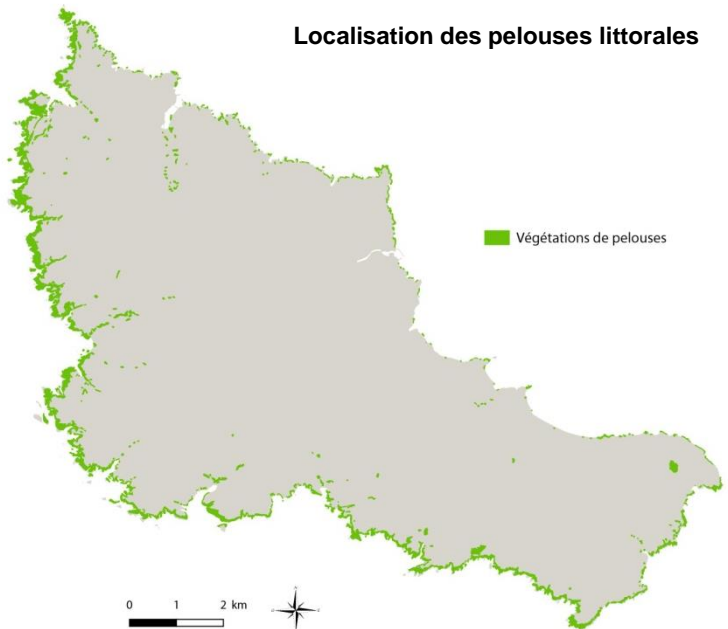 Localisation des pelouses littorales
Végétations de pelouses
0 1 2 km